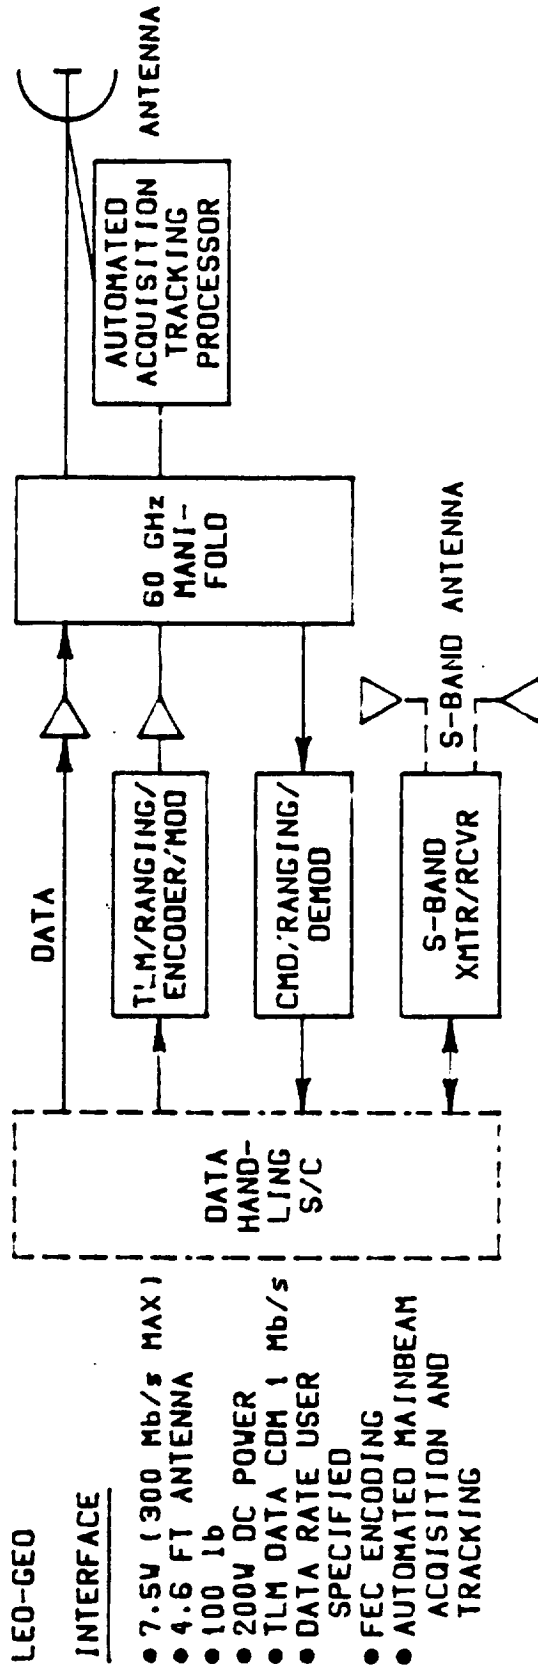 LEO-GEO
INTERFACE
● 7.5W (300 Mb/s MAX)
● 4.6 FT ANTENNA
● 100 lb
● 200W DC POWER
● TLM DATA COM 1 Mb/s
● DATA RATE USER
SPECIFIED
● FEC ENCODING
● AUTOMATED MAINBEAM
ACQUISITION AND
TRACKING
DATA
HAND-
LING
S/C
DATA
TLM/RANGING/
ENCODER/MOD
CMD/RANGING/
DEMOD
S-BAND
XMTR/RCVR
60 GHz
MANI-
FOLD
S-BAND ANTENNA
AUTOMATED
ACQUISITION
TRACKING
PROCESSOR
ANTENNA